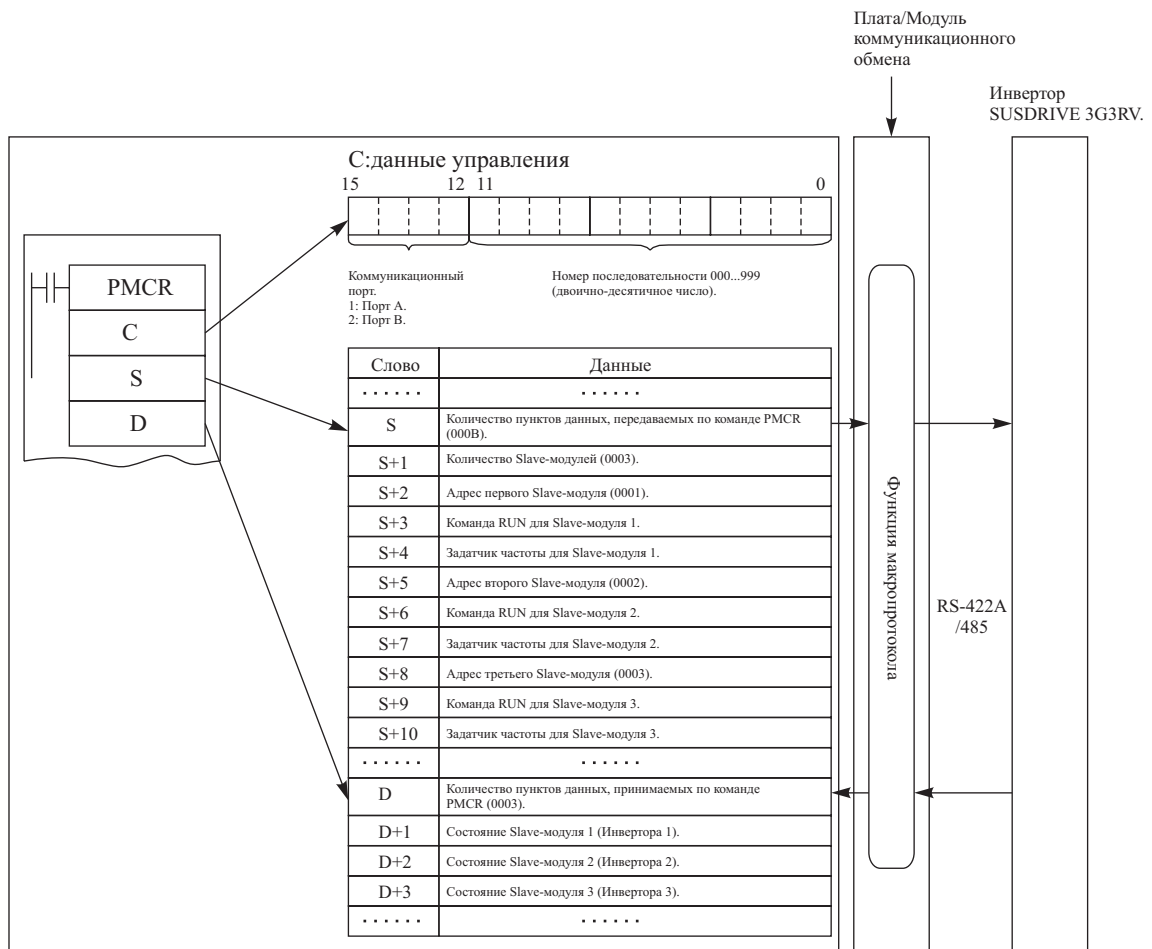 Плата/Модуль
коммуникационного
обмена
Инвертор
SUSDRIVE 3G3RV.
С:данные управления
15 12 11 0
PMCR
C
S
D
Коммуникационный
порт.
1: Порт А.
2: Порт В.
Номер последовательности 000...999
(двоично-десятичное число).
Слово Данные
...... ......
S Количество пунктов данных, передаваемых по команде PMCR
(000B).
S+1 Количество Slave-модулей (0003).
S+2 Адрес первого Slave-модуля (0001).
S+3 Команда RUN для Slave-модуля 1.
S+4 Задатчик частоты для Slave-модуля 1.
S+5 Адрес второго Slave-модуля (0002).
S+6 Команда RUN для Slave-модуля 2.
S+7 Задатчик частоты для Slave-модуля 2.
S+8 Адрес третьего Slave-модуля (0003).
S+9 Команда RUN для Slave-модуля 3.
S+10 Задатчик частоты для Slave-модуля 3.
...... ......
D Количество пунктов данных, принимаемых по команде
PMCR (0003).
D+1 Состояние Slave-модуля 1 (Инвертора 1).
D+2 Состояние Slave-модуля 2 (Инвертора 2).
D+3 Состояние Slave-модуля 3 (Инвертора 3).
...... ......
Функция макропротокола
RS-422A
/485